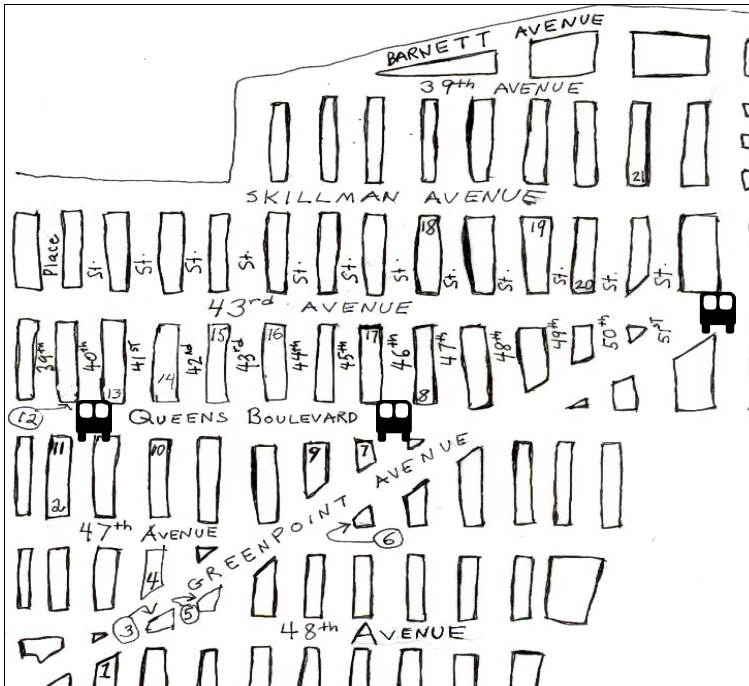 BARNETT AVENUE
39th AVENUE
21
SKILLMAN AVENUE
18 19
Place St. St. St. St. St. St. St. St. St. St. St. St.
20
43rd AVENUE
15 16 17
39th 40th 41st 42nd 43rd 44th 45th 46th 47th 48th 49th 50th 51st
13 14 8
12 QUEENS BOULEVARD
11 10 9 7
2
GREENPOINT AVENUE
47th AVENUE
6
4
3 5
48th AVENUE
1